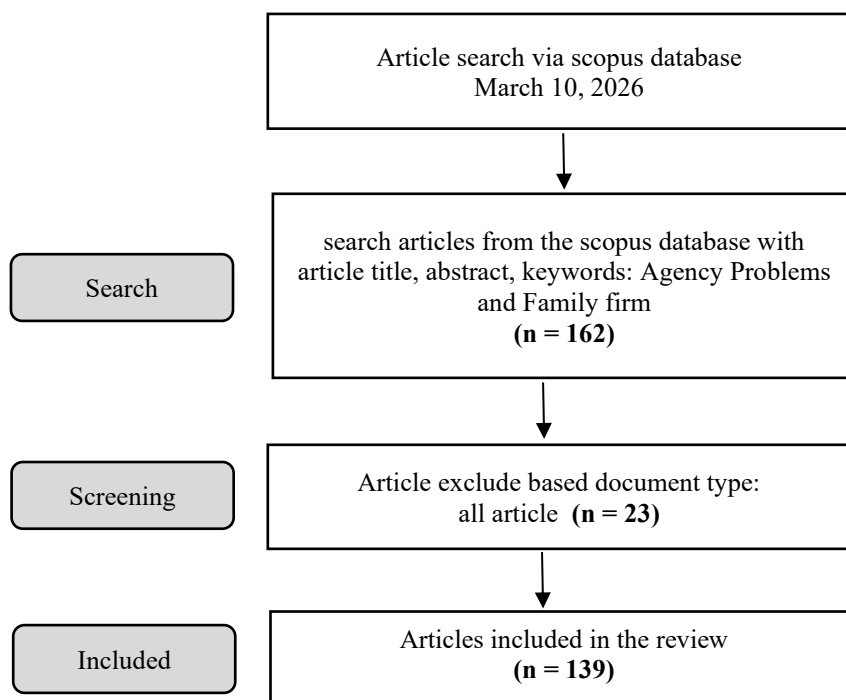 Article search via scopus database
March 10, 2026
Search
search articles from the scopus database with
article title, abstract, keywords: Agency Problems
and Family firm
(n = 162)
Screening
Article exclude based document type:
all article (n = 23)
Included
Articles included in the review
(n = 139)